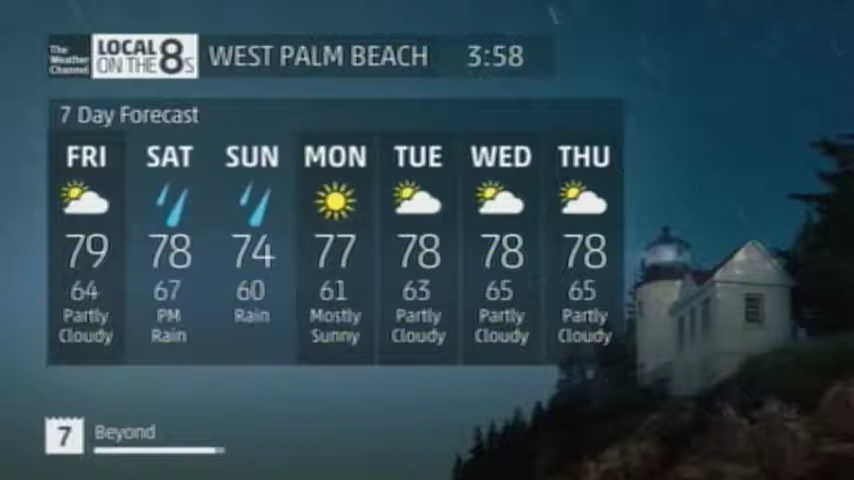 The
Weather
Channel
LOCAL
ON THE 8s
WEST PALM BEACH 3:58
7 Day Forecast
FRI SAT SUN MON TUE WED THU
79 78 74 77 78 78 78
64 67 60 61 63 65 65
Partly PM Rain Mostly Partly Partly Partly
Cloudy Rain Sunny Cloudy Cloudy Cloudy
7 Beyond